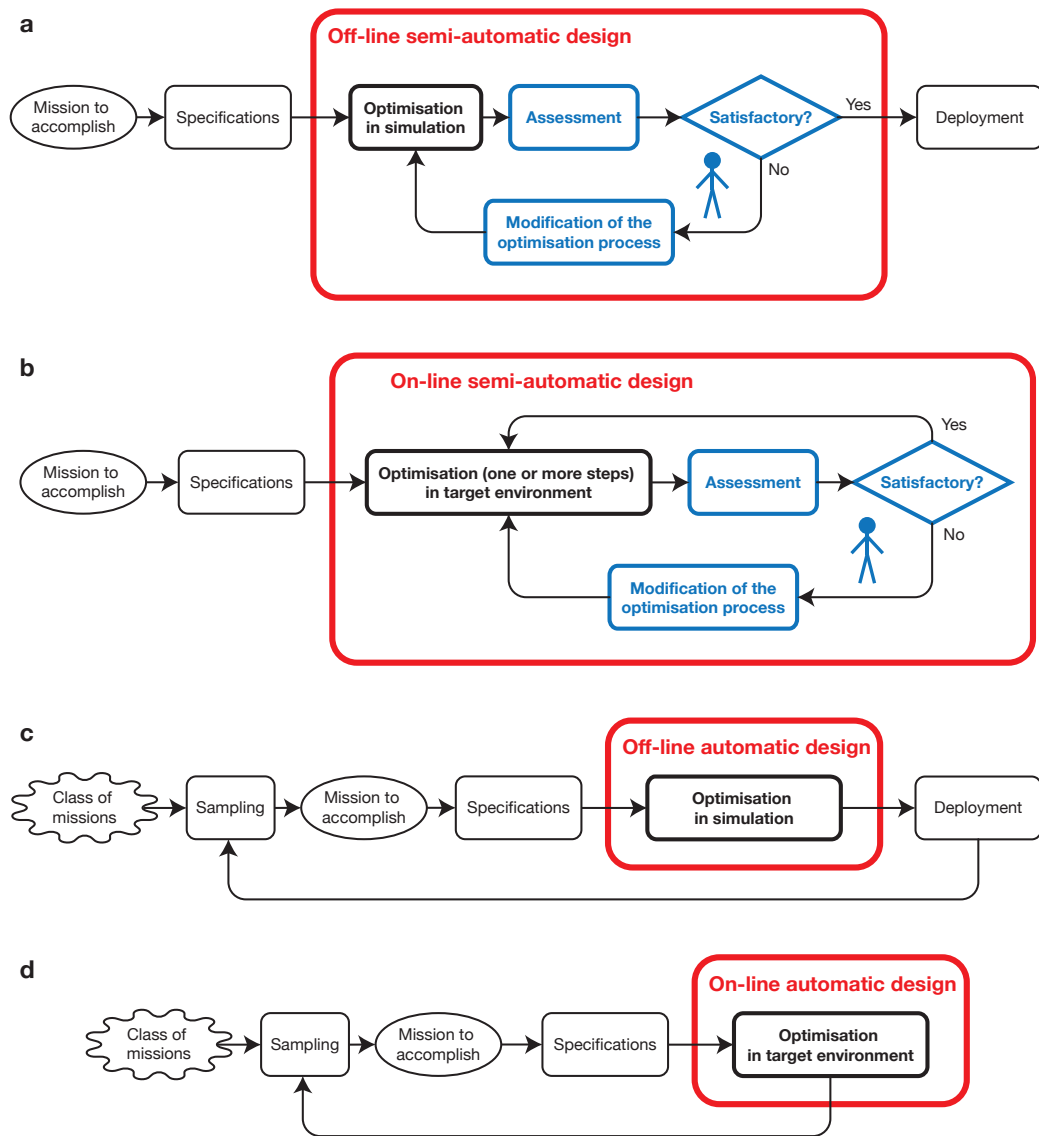 a
Off-line semi-automatic design
Mission to
accomplish
Specifications
Optimisation
in simulation
Assessment
Satisfactory?
Yes
Deployment
No
Modification of the
optimisation process
b
On-line semi-automatic design
Yes
Mission to
accomplish
Specifications
Optimisation (one or more steps)
in target environment
Assessment
Satisfactory?
No
Modification of the
optimisation process
c
Off-line automatic design
Class of
missions
Sampling
Mission to
accomplish
Specifications
Optimisation
in simulation
Deployment
d
On-line automatic design
Class of
missions
Sampling
Mission to
accomplish
Specifications
Optimisation
in target environment